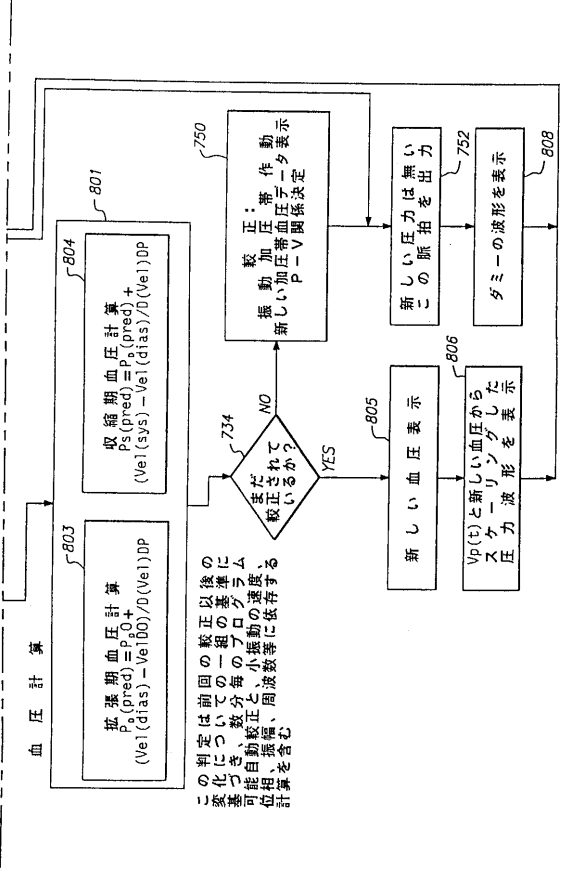 血圧計算
801
803
拡張期血圧計算
P_D(pred)=P_D0+
(Vel(dias)−VelD0)/D(Vel)DP
804
収縮期血圧計算
Ps(pred)=P_D(pred)+
(Vel(sys)−Vel(dias)/D(Vel)DP
この判定は前回の較正以後の
変化についての一組の基準に
基づき、数分毎のプログラム
可能自動較正と、小振動の速度、
位相、振幅、周波数等に依存する
計算を含む
734
まだ
較正されて
いるか?
NO
YES
750
較正:
振動加圧帯作動
新しい加圧帯血圧データ表示
P−V関係決定
805
新しい血圧表示
806
Vp(t)と新しい血圧から
スケーリングした
圧力波形を表示
新しい圧力は無い
この脈拍を出力
752
ダミーの波形を表示
808